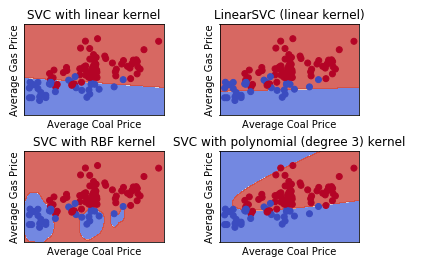 SVC with linear kernel
LinearSVC (linear kernel)
Average Gas Price
Average Coal Price
Average Gas Price
Average Coal Price
SVC with RBF kernel
SVC with polynomial (degree 3) kernel
Average Gas Price
Average Coal Price
Average Gas Price
Average Coal Price